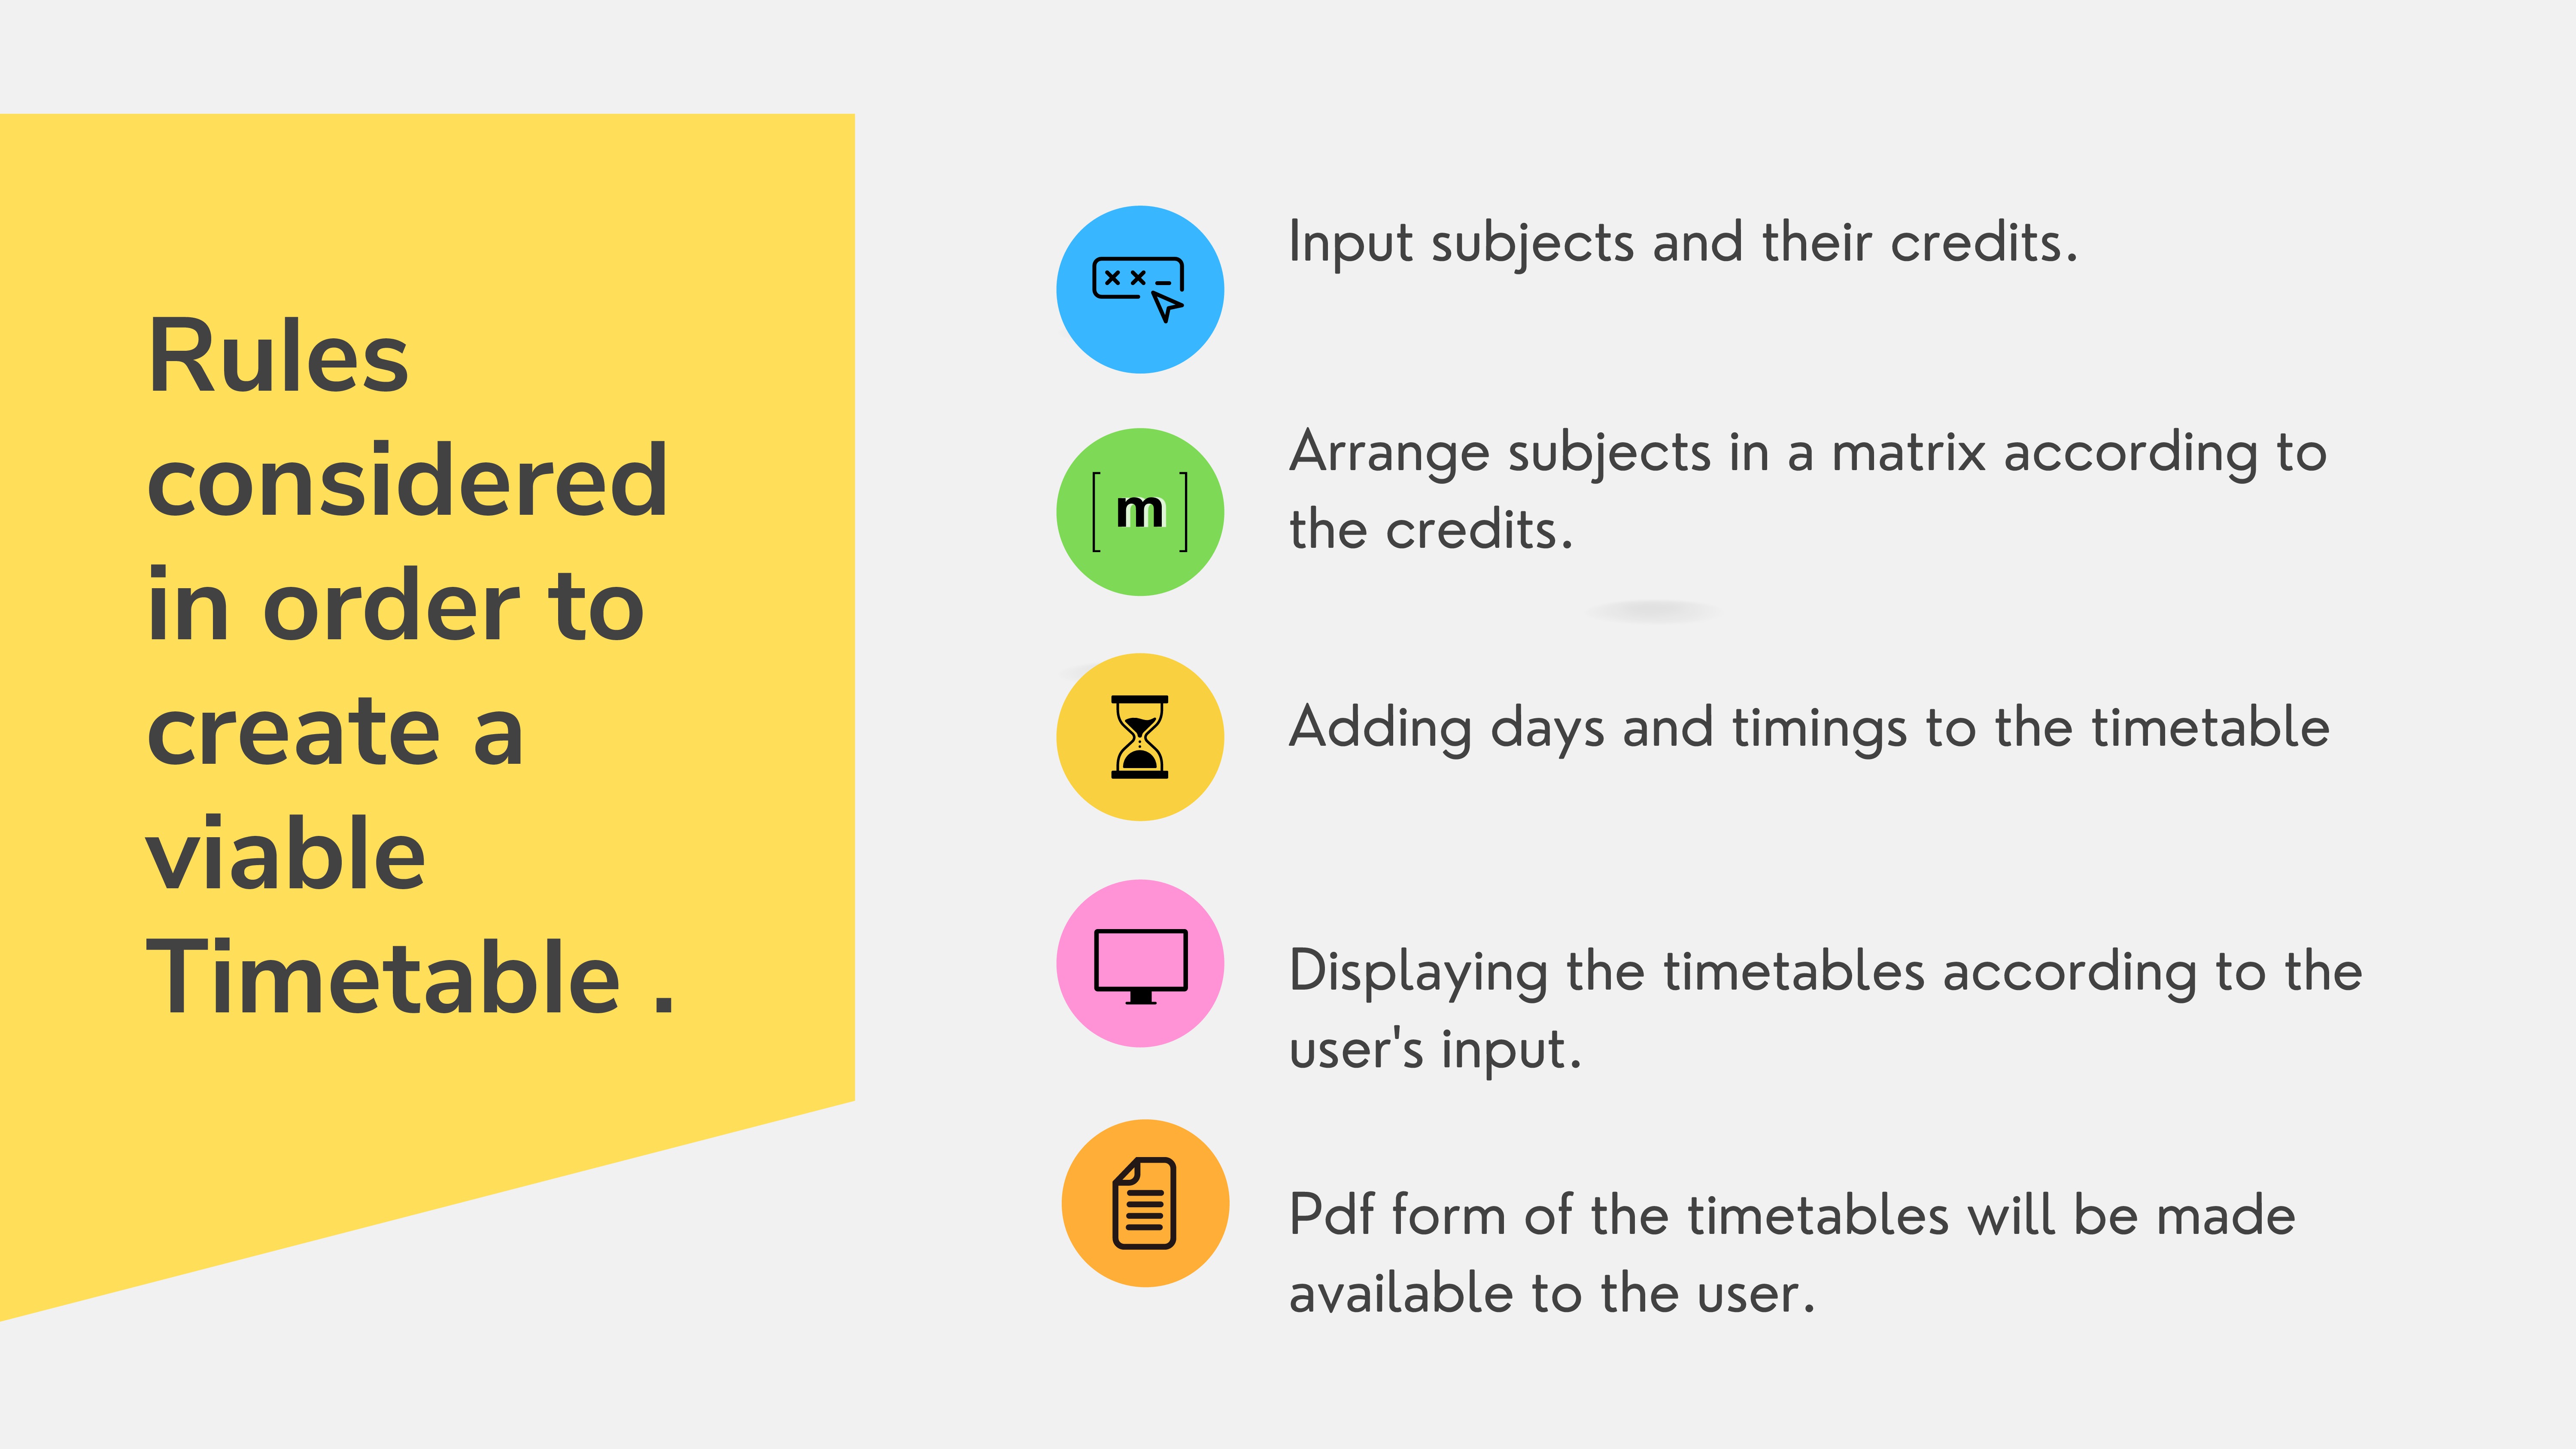 Rules
considered
in order to
create a
viable
Timetable .
Input subjects and their credits.
m
Arrange subjects in a matrix according to
the credits.
Adding days and timings to the timetable
Displaying the timetables according to the
user's input.
Pdf form of the timetables will be made
available to the user.